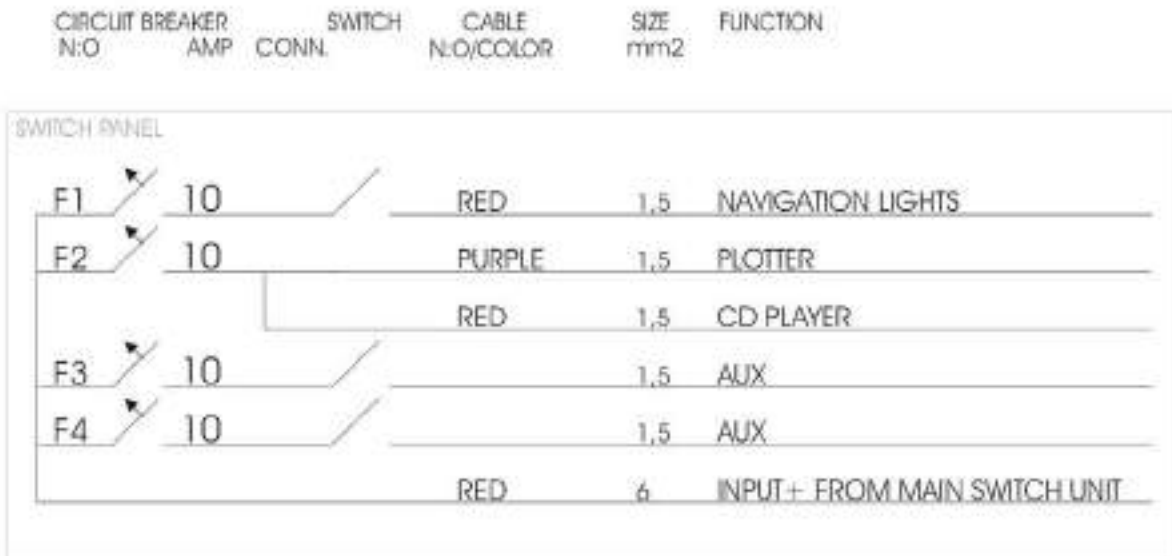 CIRCUIT BREAKER SWITCH CABLE SIZE FUNCTION
N:O AMP CONN. N:O/COLOR mm2
SWITCH PANEL
F1 10 RED 1,5 NAVIGATION LIGHTS
F2 10 PURPLE 1,5 PLOTTER
RED 1,5 CD PLAYER
F3 10 1,5 AUX
F4 10 1,5 AUX
RED 6 INPUT+ FROM MAIN SWITCH UNIT